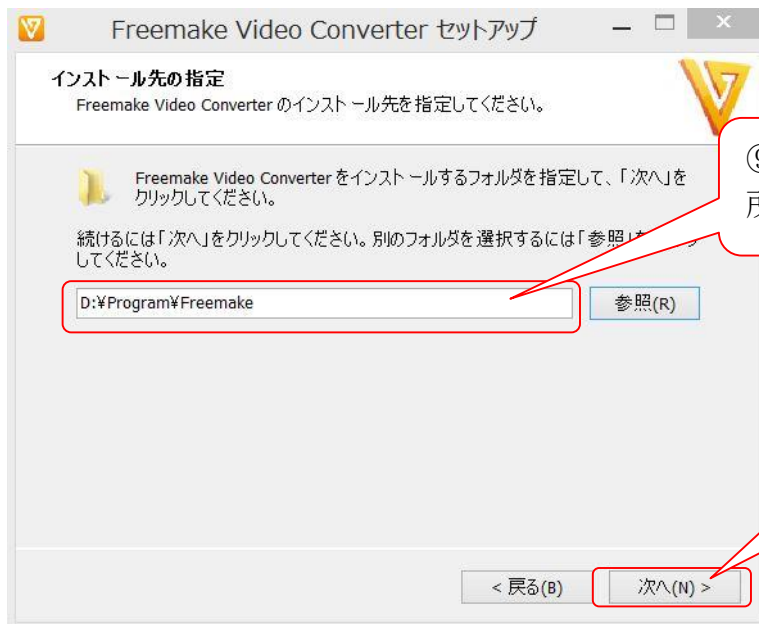 Freemake Video Converter セットアップ
インストール先の指定
Freemake Video Converter のインストール先を指定してください。
Freemake Video Converter をインストールするフォルダを指定して、「次へ」を
クリックしてください。
⑨
所
続けるには「次へ」をクリックしてください。別のフォルダを選択するには「参照」を
してください。
D:¥Program¥Freemake
参照(R)
< 戻る(B)
次へ(N) >